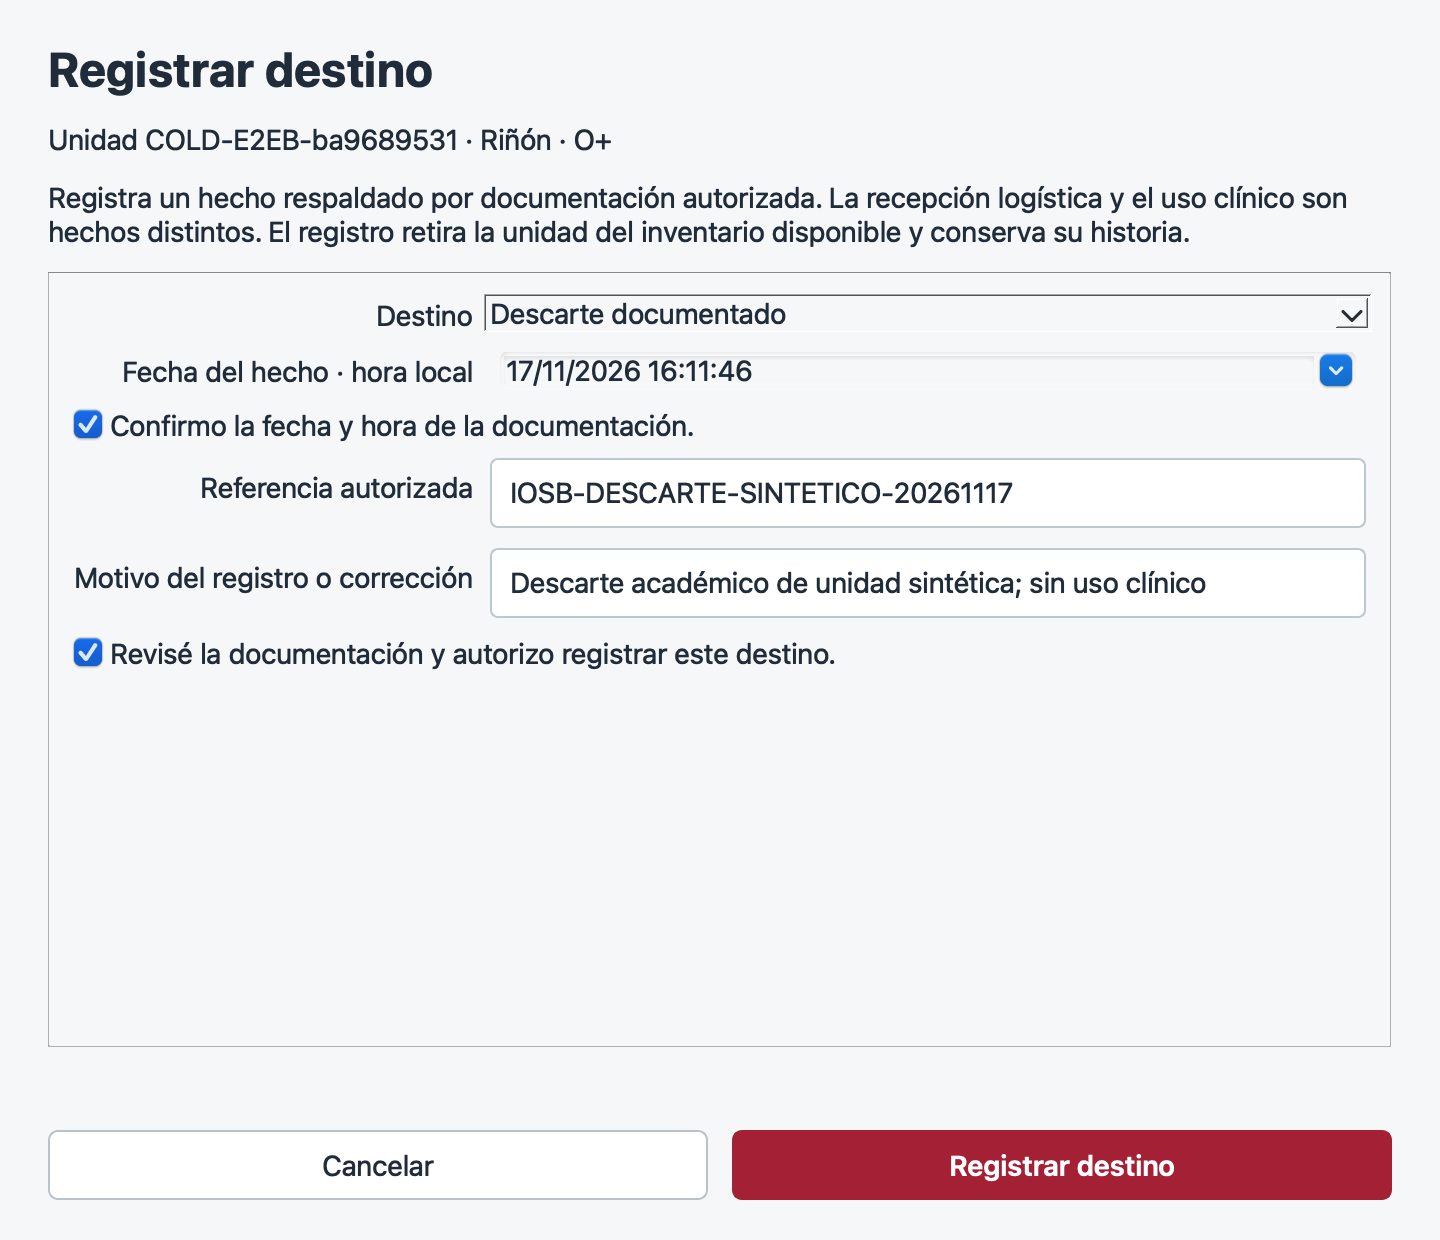 Registrar destino
Unidad COLD-E2EB-ba9689531 · Riñón · O+
Registra un hecho respaldado por documentación autorizada. La recepción logística y el uso clínico son
hechos distintos. El registro retira la unidad del inventario disponible y conserva su historia.
Destino Descarte documentado
Fecha del hecho · hora local 17/11/2026 16:11:46
Confirmo la fecha y hora de la documentación.
Referencia autorizada IOSB-DESCARTE-SINTETICO-20261117
Motivo del registro o corrección Descarte académico de unidad sintética; sin uso clínico
Revisé la documentación y autorizo registrar este destino.
Cancelar Registrar destino